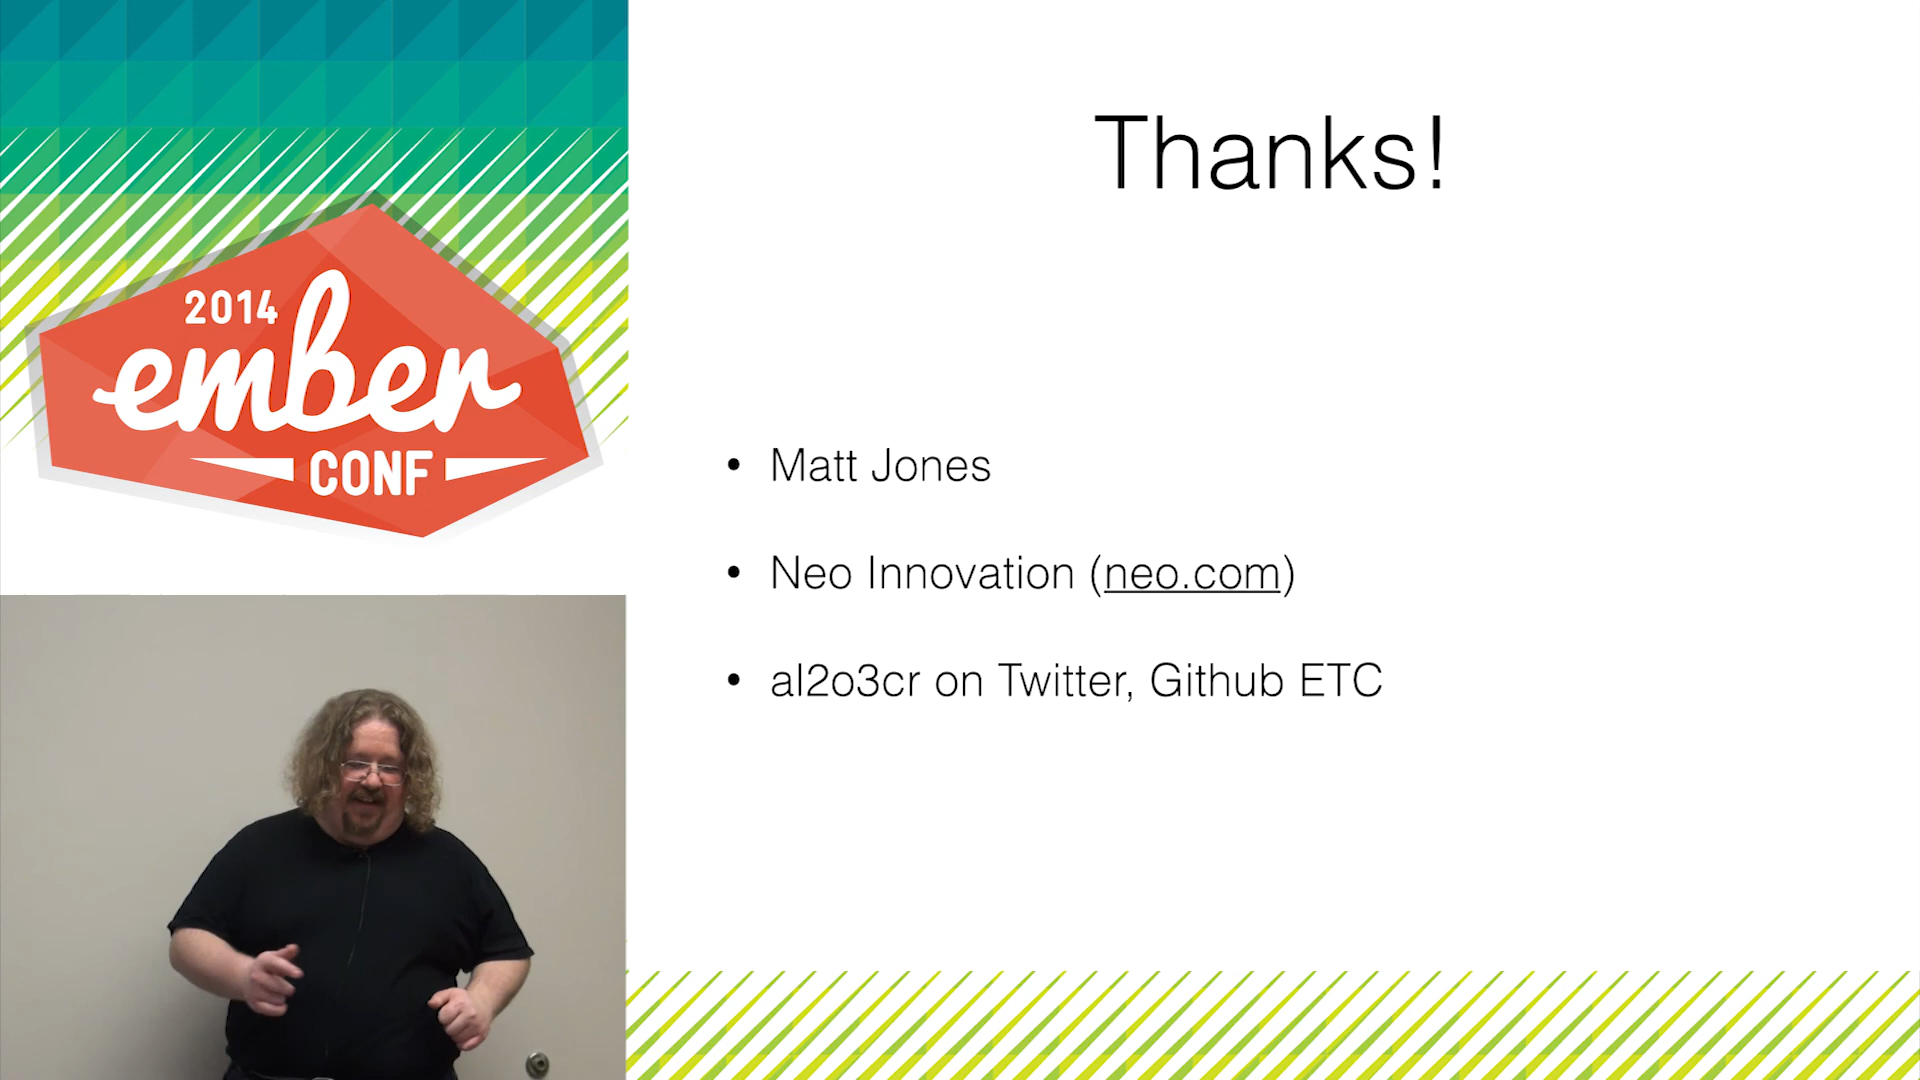 2014
ember
CONF
Thanks!
• Matt Jones
• Neo Innovation (neo.com)
• al2o3cr on Twitter, Github ETC